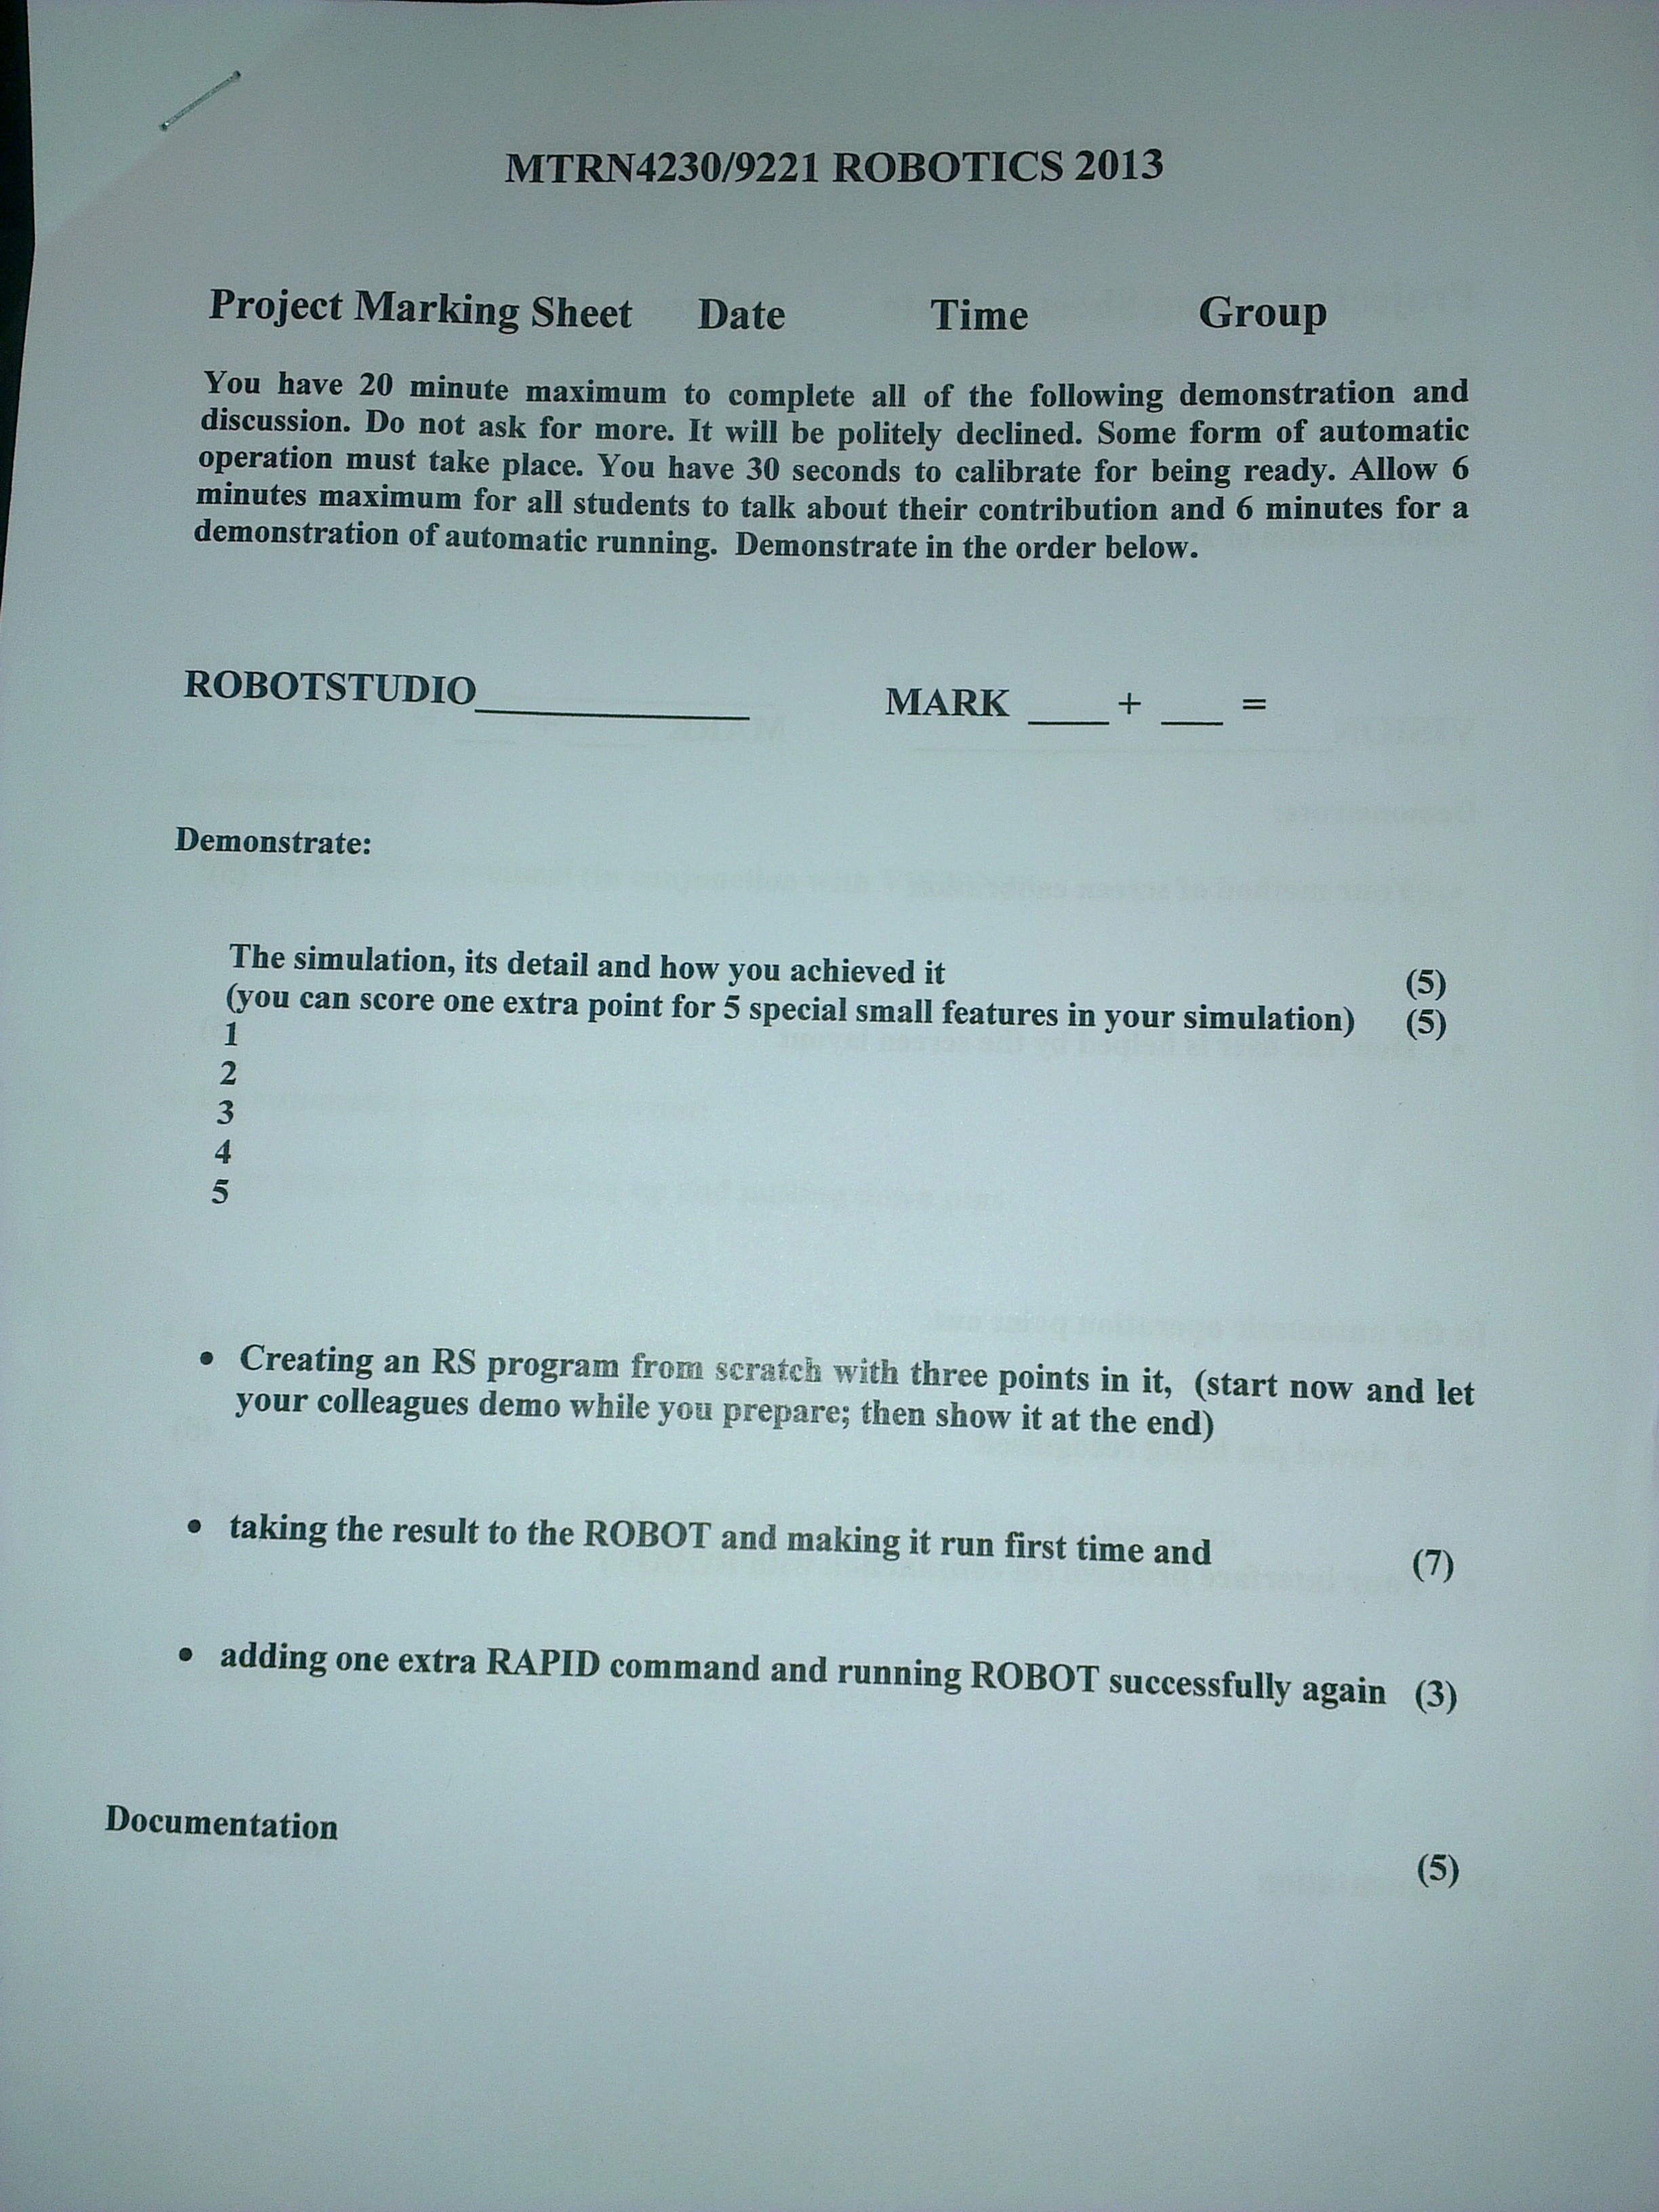 MTRN4230/9221 ROBOTICS 2013
Project Marking Sheet Date Time Group
You have 20 minute maximum to complete all of the following demonstration and
discussion. Do not ask for more. It will be politely declined. Some form of automatic
operation must take place. You have 30 seconds to calibrate for being ready. Allow 6
minutes maximum for all students to talk about their contribution and 6 minutes for a
demonstration of automatic running. Demonstrate in the order below.
ROBOTSTUDIO_____________ MARK ____ + ___ =
Demonstrate:
The simulation, its detail and how you achieved it (5)
(you can score one extra point for 5 special small features in your simulation) (5)
1
2
3
4
5
• Creating an RS program from scratch with three points in it, (start now and let
your colleagues demo while you prepare; then show it at the end)
• taking the result to the ROBOT and making it run first time and (7)
• adding one extra RAPID command and running ROBOT successfully again (3)
Documentation
(5)